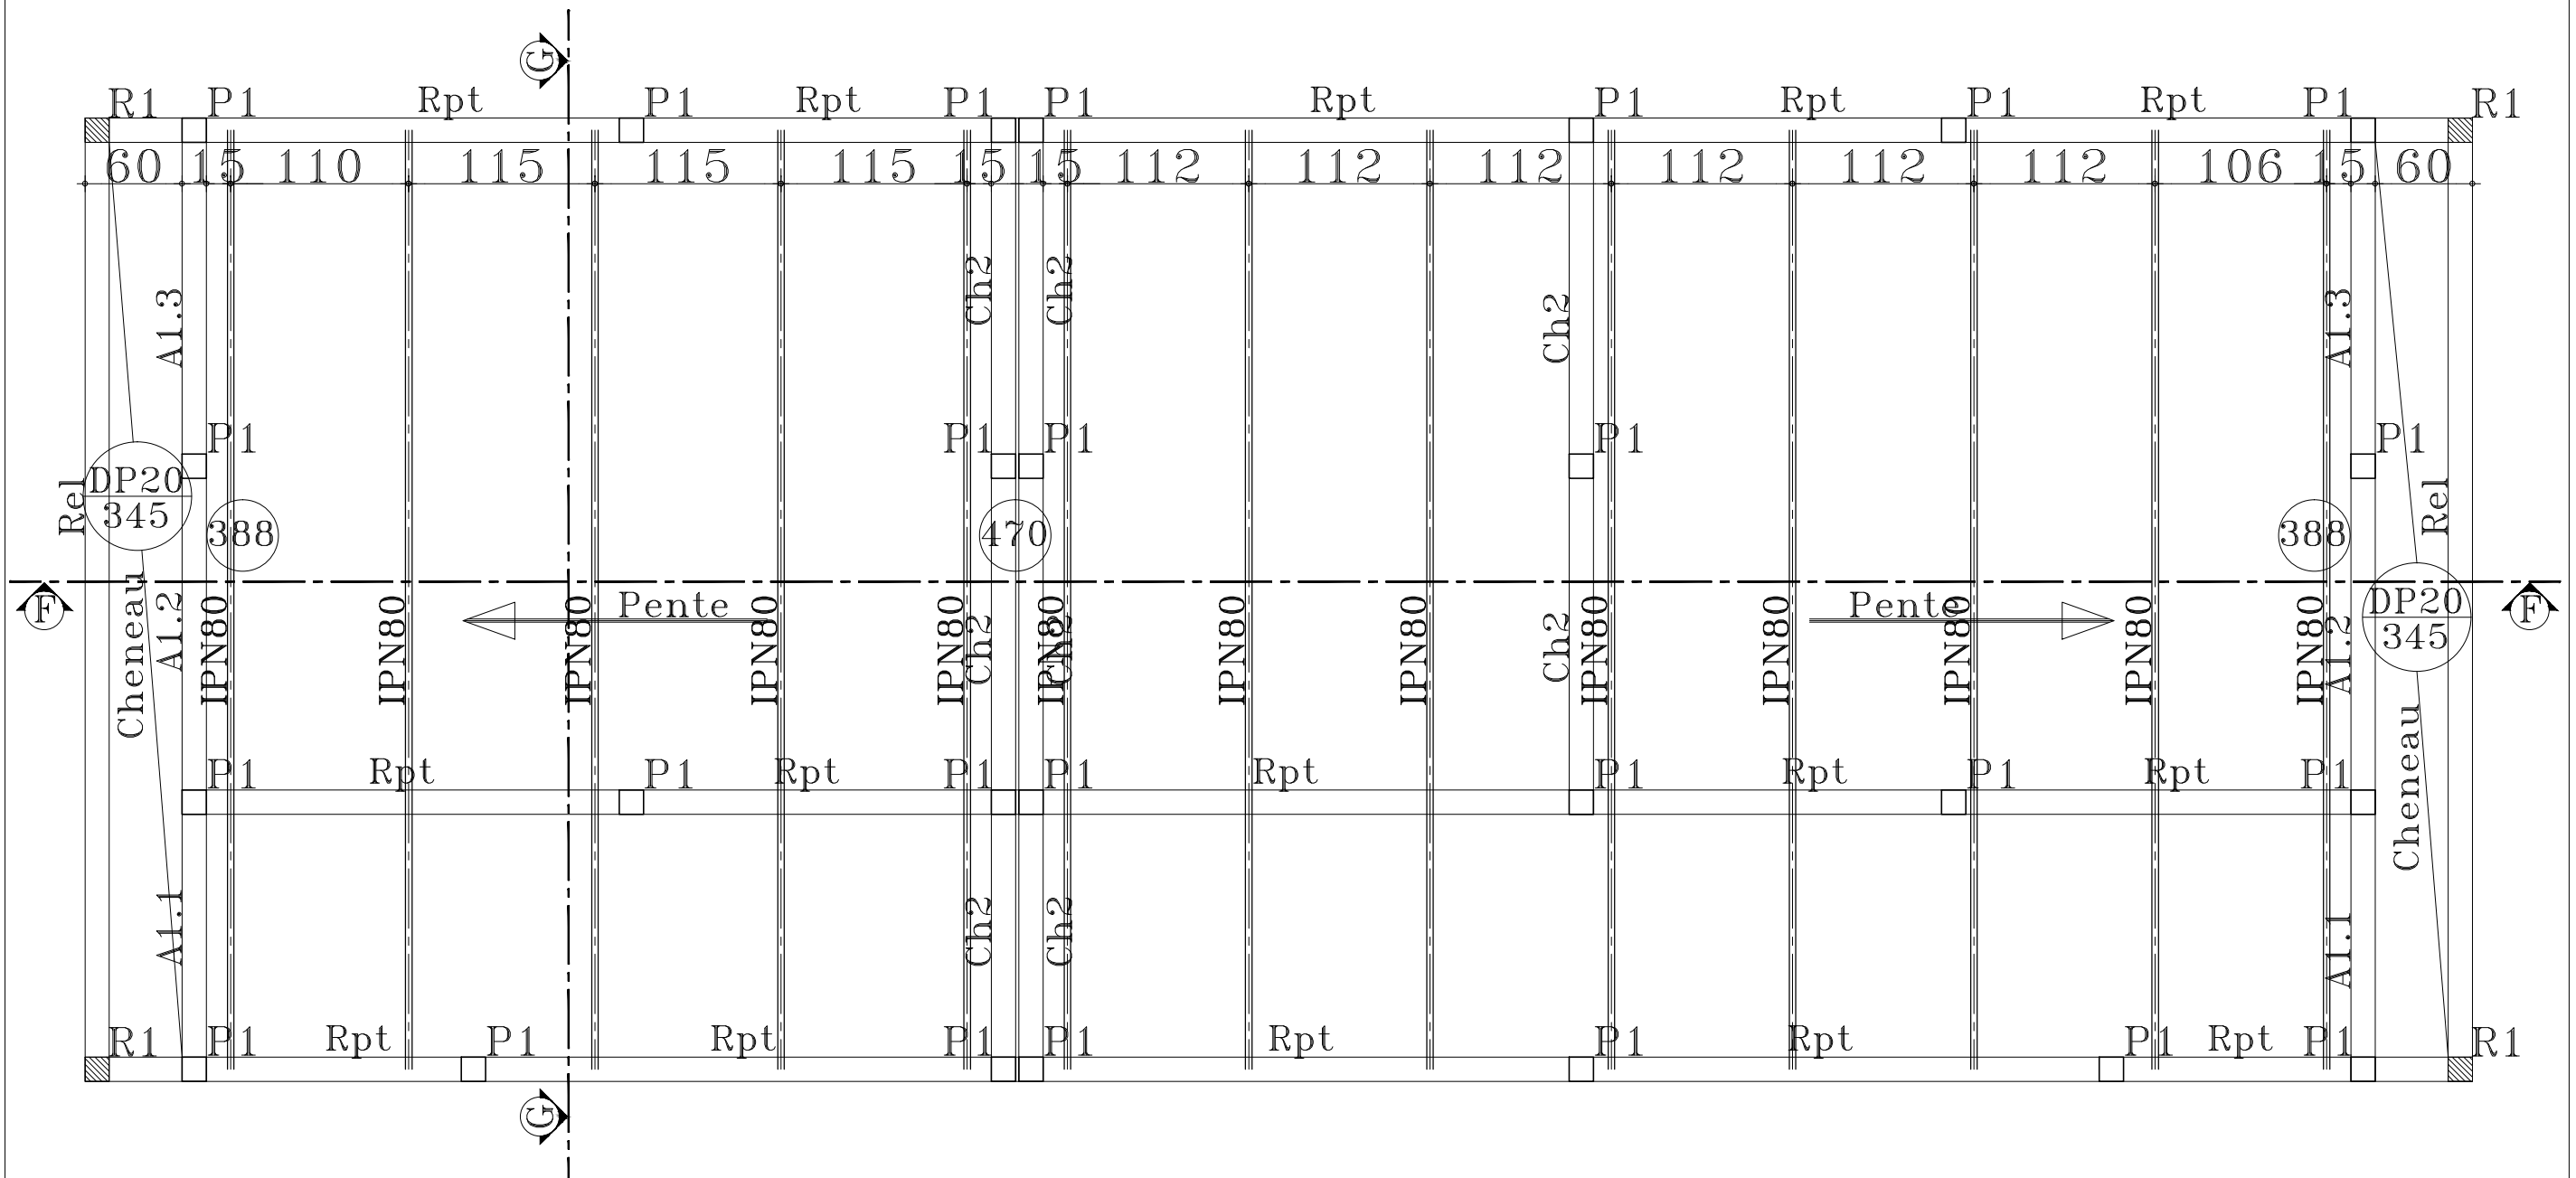 G
R1 P1 Rpt P1 Rpt P1 P1 Rpt P1 Rpt P1 Rpt P1 R1
60 15 110 115 115 115 15 15 112 112 112 112 112 112 106 15 60
A1.3 Ch2 Ch2 Ch2 A1.3
P1 P1 P1 P1 P1
Rel DP20 Rel
345 388 470 388
F F
DP20
345
Pente Pente
Cheneau A1.2 IPN80 IPN80 IPN80 IPN80 IPN80 Ch2 IPN80 Ch2 IPN80 IPN80 Ch2 IPN80 IPN80 IPN80 IPN80 IPN80 A1.2 Cheneau
P1 Rpt P1 Rpt P1 P1 Rpt P1 Rpt P1 Rpt P1
A1.1 Ch2 Ch2 A1.1
R1 P1 Rpt P1 Rpt P1 P1 Rpt P1 Rpt P1 Rpt P1 R1
G